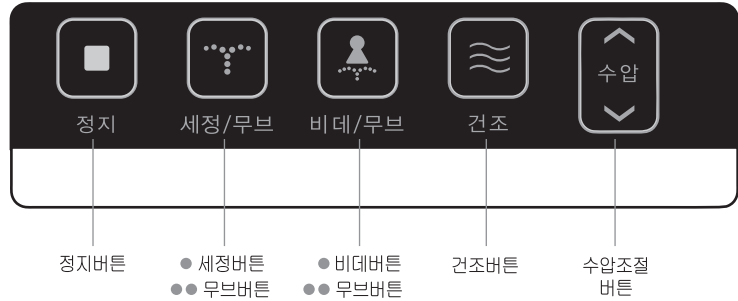 수압
정지
세정/무브
비데/무브
건조
정지버튼
● 세정버튼
●● 무브버튼
● 비데버튼
●● 무브버튼
건조버튼
수압조절
버튼